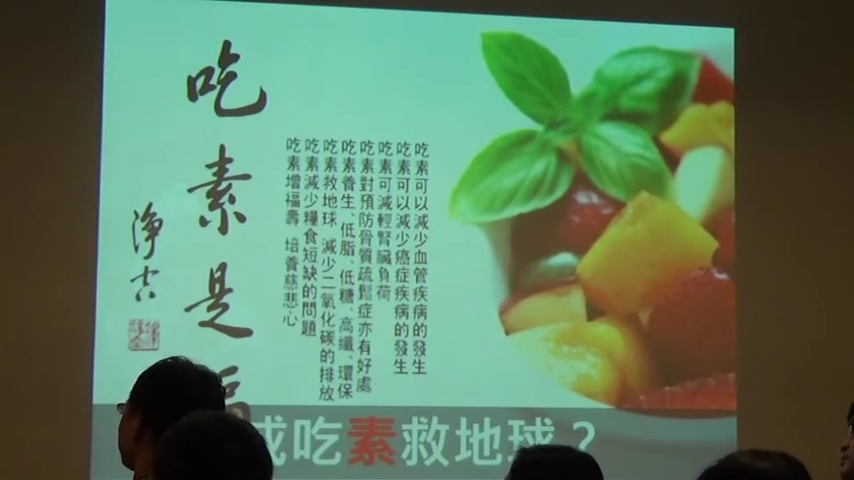 吃素可以減少血管疾病的發生
吃素可以減少癌症疾病的發生
吃素可減輕腎臟負荷
吃素對預防骨質疏鬆症亦有好處
吃素養生、低脂、低糖、高纖、環保
吃素救地球 減少二氧化碳的排放
吃素減少糧食短缺的問題
吃素增福壽 培養慈悲心
吃素是福
淨空
吃素救地球？